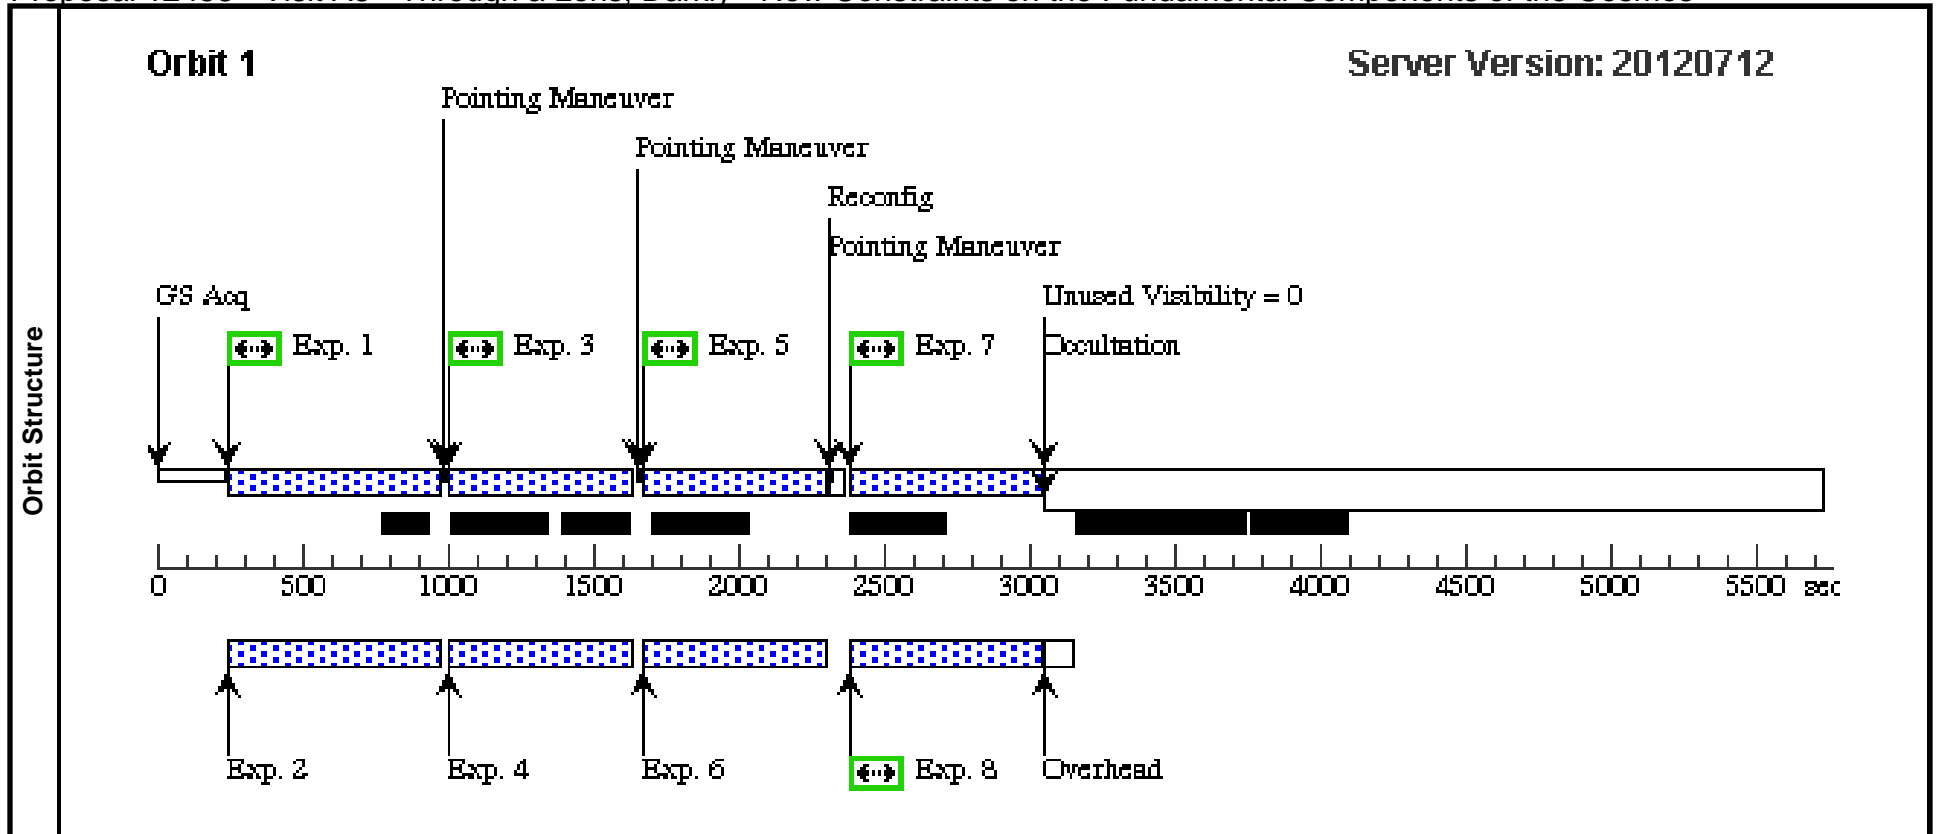 Orbit 1
Server Version: 20120712
Pointing Maneuver
Pointing Maneuver
Reconfig
Pointing Maneuver
GS Acq
Unused Visibility = 0
Exp. 1
Exp. 3
Exp. 5
Exp. 7
Occultation
Orbit Structure
0 500 1000 1500 2000 2500 3000 3500 4000 4500 5000 5500 sec
Exp. 2
Exp. 4
Exp. 6
Exp. 8
Overhead